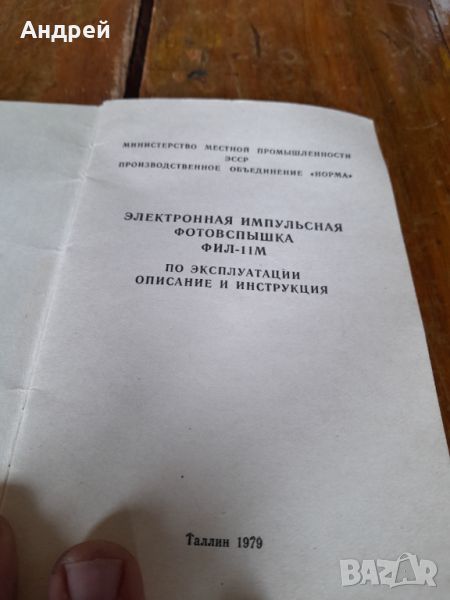 Андрей
МИНИСТЕРСТВО МЕСТНОЙ ПРОМЫШЛЕННОСТИ
ЭССР
ПРОИЗВОДСТВЕННОЕ ОБЪЕДИНЕНИЕ «НОРМА»
ЭЛЕКТРОННАЯ ИМПУЛЬСНАЯ
ФОТОВСПЫШКА
ФИЛ-11М
ПО ЭКСПЛУАТАЦИИ
ОПИСАНИЕ И ИНСТРУКЦИЯ
Таллин 1979
BAZAR